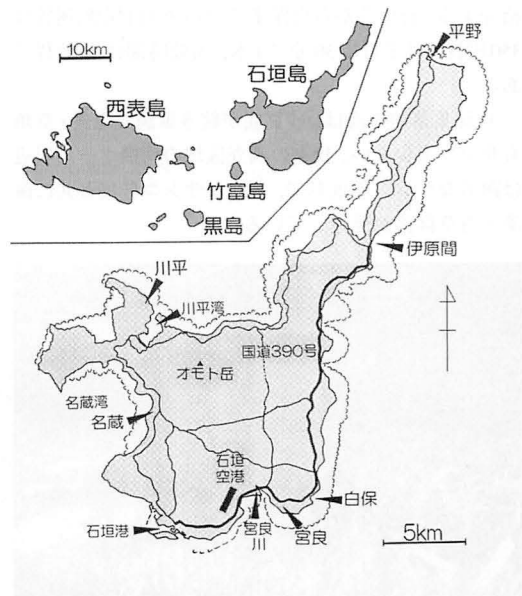 平野
10km
石垣島
西表島
竹富島
黒島
伊原間
川平
川平湾
国道390号
オモト岳
名蔵湾
名蔵
石垣
空港
白保
石垣港
宮良
川
宮良
5km